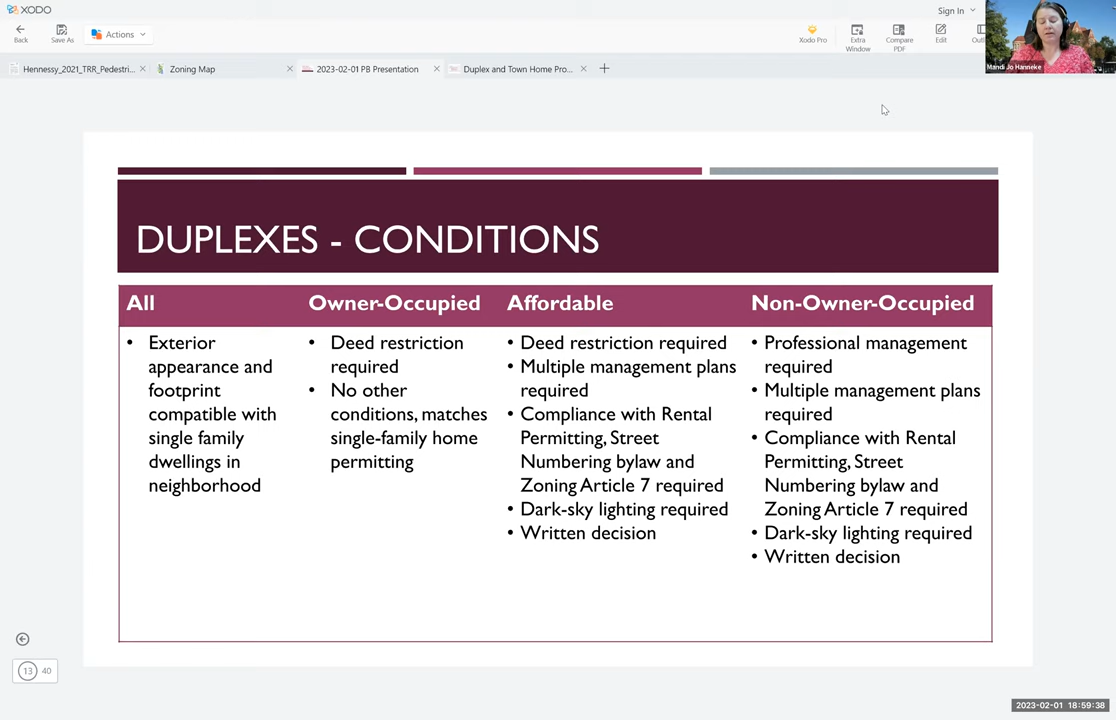 XODO
Sign In
Back
Save As
Actions
Xodo Pro
Extra Window
Compare PDF
Edit
Mandi Jo Hanneke
Hennessy_2021_TRR_Pedestri...
Zoning Map
2023-02-01 PB Presentation
Duplex and Town Home Pro...
DUPLEXES - CONDITIONS
All
Owner-Occupied
Affordable
Non-Owner-Occupied
• Exterior
appearance and
footprint
compatible with
single family
dwellings in
neighborhood
• Deed restriction
required
• No other
conditions, matches
single-family home
permitting
• Deed restriction required
• Multiple management plans
required
• Compliance with Rental
Permitting, Street
Numbering bylaw and
Zoning Article 7 required
• Dark-sky lighting required
• Written decision
• Professional management
required
• Multiple management plans
required
• Compliance with Rental
Permitting, Street
Numbering bylaw and
Zoning Article 7 required
• Dark-sky lighting required
• Written decision
13 40
2023-02-01 18:59:38